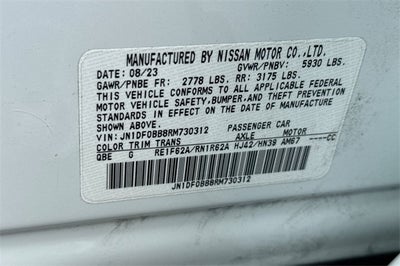 MANUFACTURED BY NISSAN MOTOR CO.,LTD.
DATE: 08/23 GVWR/PNBV: 5930 LBS.
GAWR/PNBE FR: 2778 LBS. RR: 3175 LBS.
THIS VEHICLE CONFORMS TO ALL APPLICABLE FEDERAL
MOTOR VEHICLE SAFETY,BUMPER,AND THEFT PREVENTION
STANDARDS IN EFFECT ON THE DATE OF MANUFACTURE
SHOWN ABOVE.
VIN: JN1DF0BB8RM730312 PASSENGER CAR
COLOR TRIM TRANS AXLE MOTOR ----CC
QBE G RE1F62A/RN1R62A HJ42/HN39 AM67
JN1DF0BB8RM730312